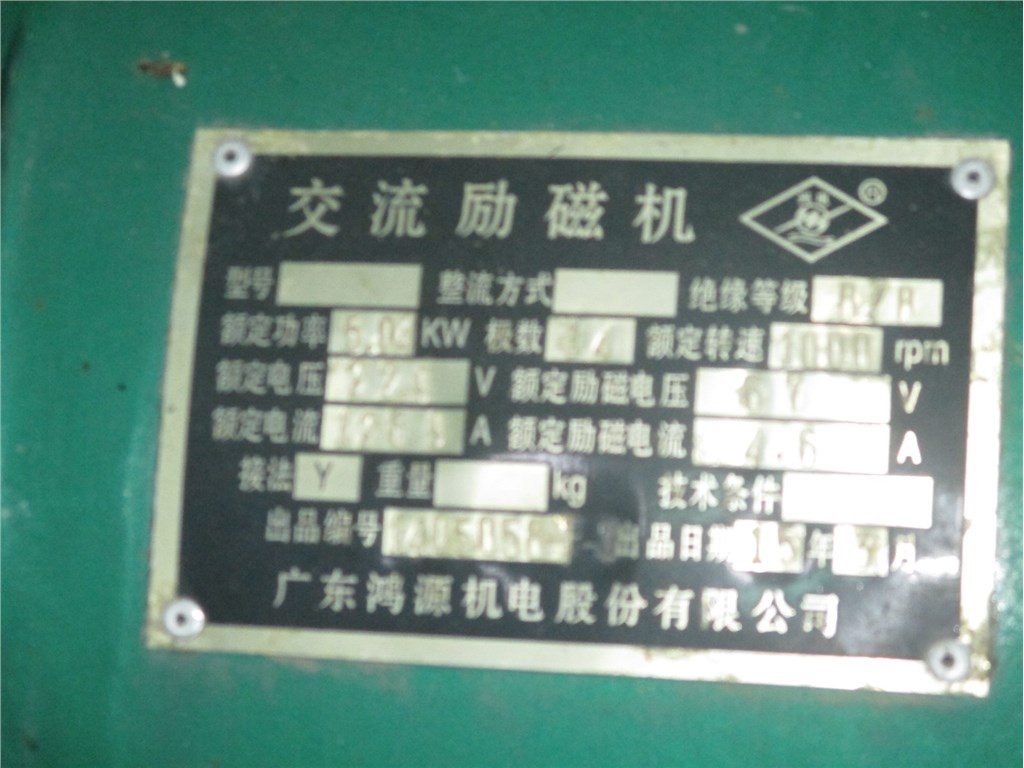 交流励磁机
型号 整流方式 绝缘等级
额定功率 KW 极数 额定转速 1000 rpm
额定电压 V 额定励磁电压 V
额定电流 A 额定励磁电流 A
接法 Y 重量 kg 技术条件
出品编号 出品日期 年 月
广东鸿源机电股份有限公司